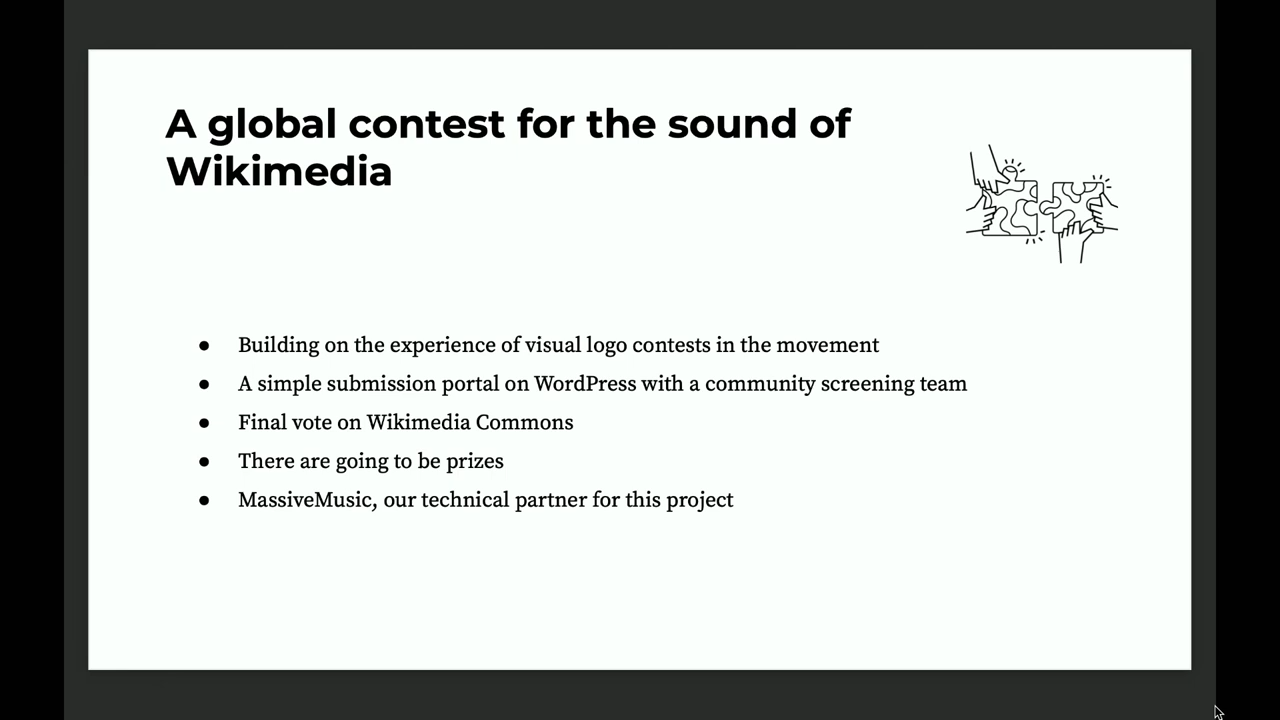 A global contest for the sound of
Wikimedia
● Building on the experience of visual logo contests in the movement
● A simple submission portal on WordPress with a community screening team
● Final vote on Wikimedia Commons
● There are going to be prizes
● MassiveMusic, our technical partner for this project